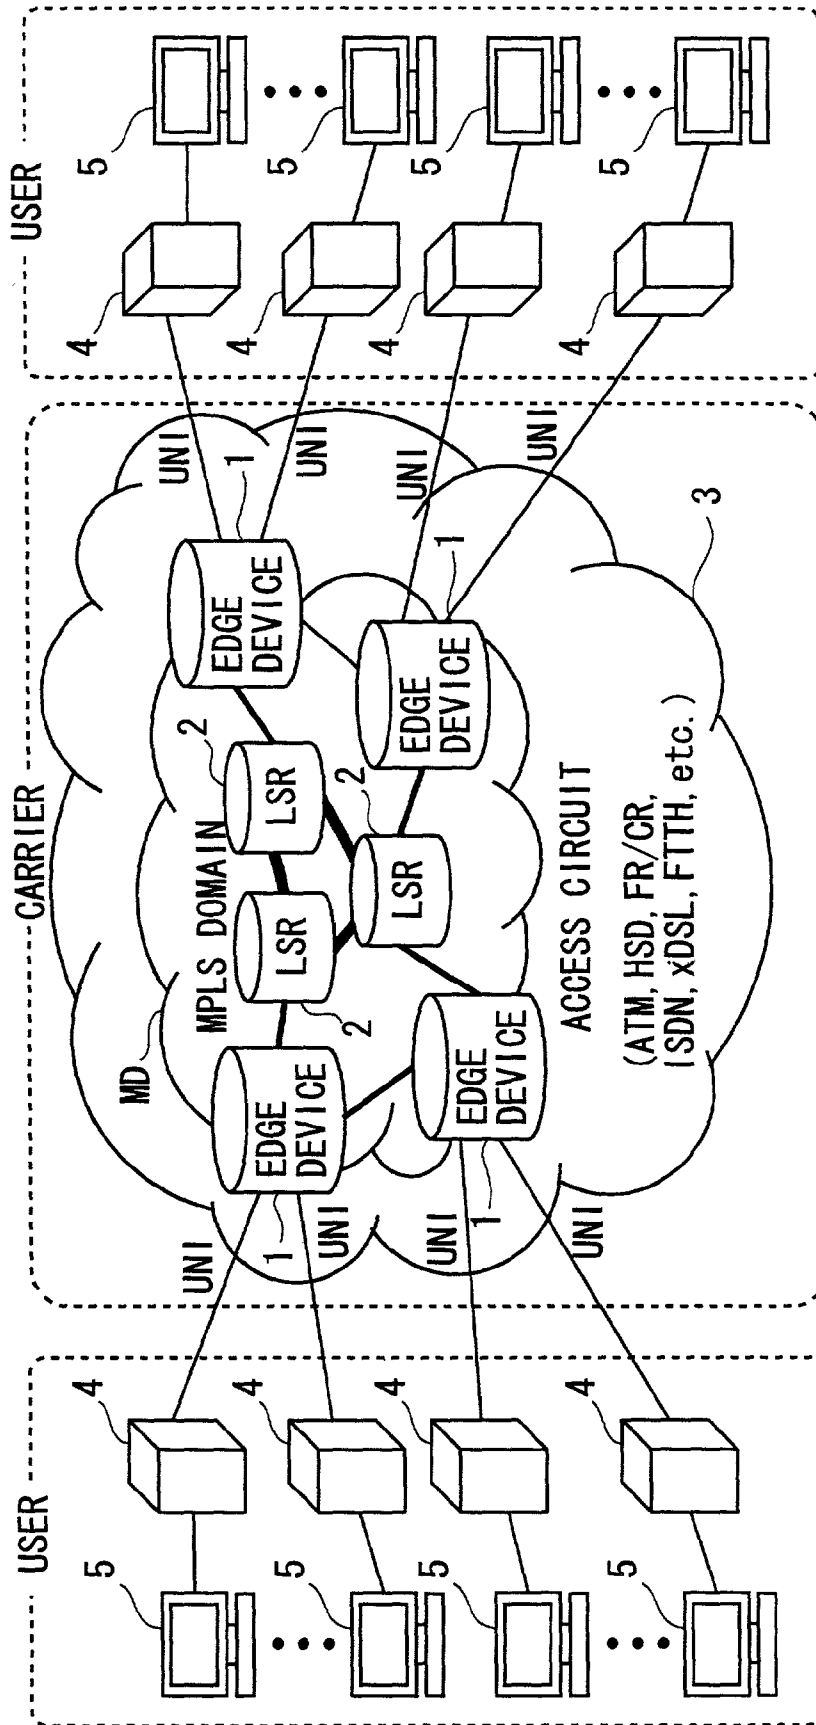 USER
CARRIER
USER
5
4
MD
4
5
UNI
MPLS DOMAIN
2
UNI
1
EDGE
DEVICE
LSR
LSR
EDGE
DEVICE
1
4
5
UNI
2
UNI
4
5
5
4
UNI
2
UNI
4
5
EDGE
DEVICE
LSR
EDGE
DEVICE
1
1
UNI
UNI
5
4
4
5
ACCESS CIRCUIT
(ATM, HSD, FR/CR,
ISDN, xDSL, FTTH, etc.)
3